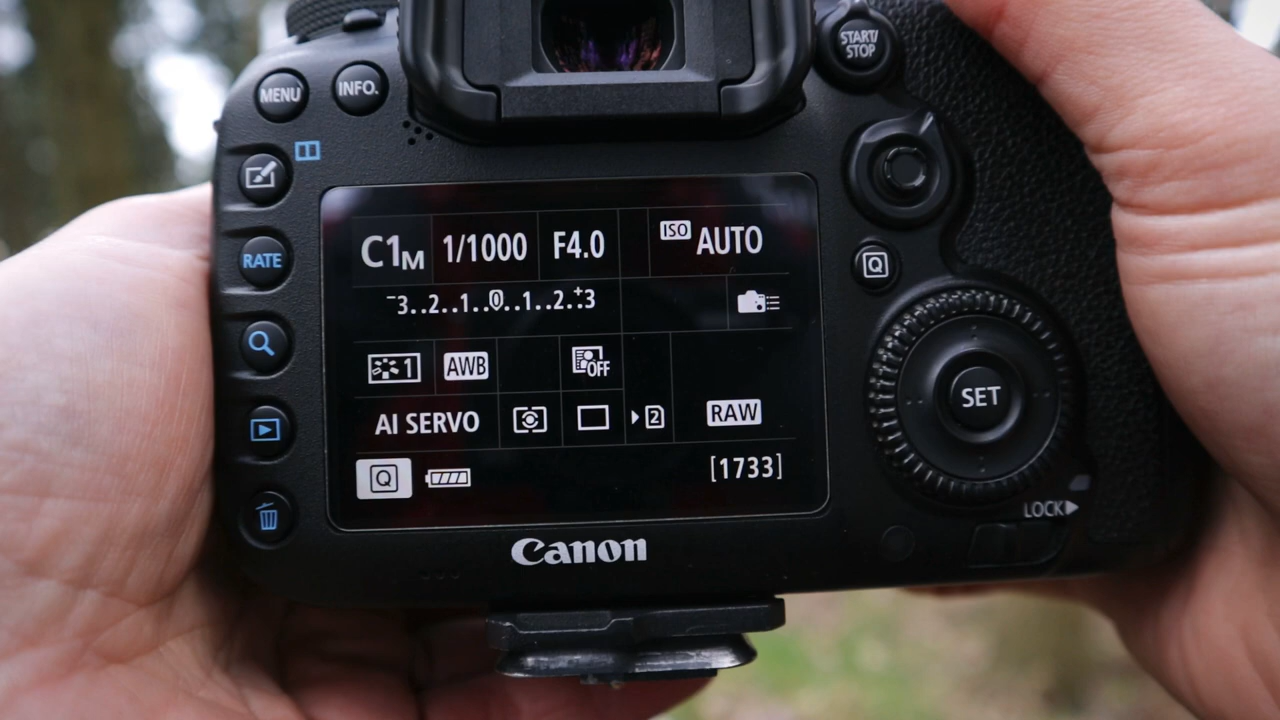 START/
STOP
MENU
INFO.
RATE
C1M 1/1000 F4.0 ISO AUTO
-3..2..1..0..1..2.+3
1 AWB OFF
AI SERVO 2 RAW
Q
[1733]
Q
SET
LOCK
Canon